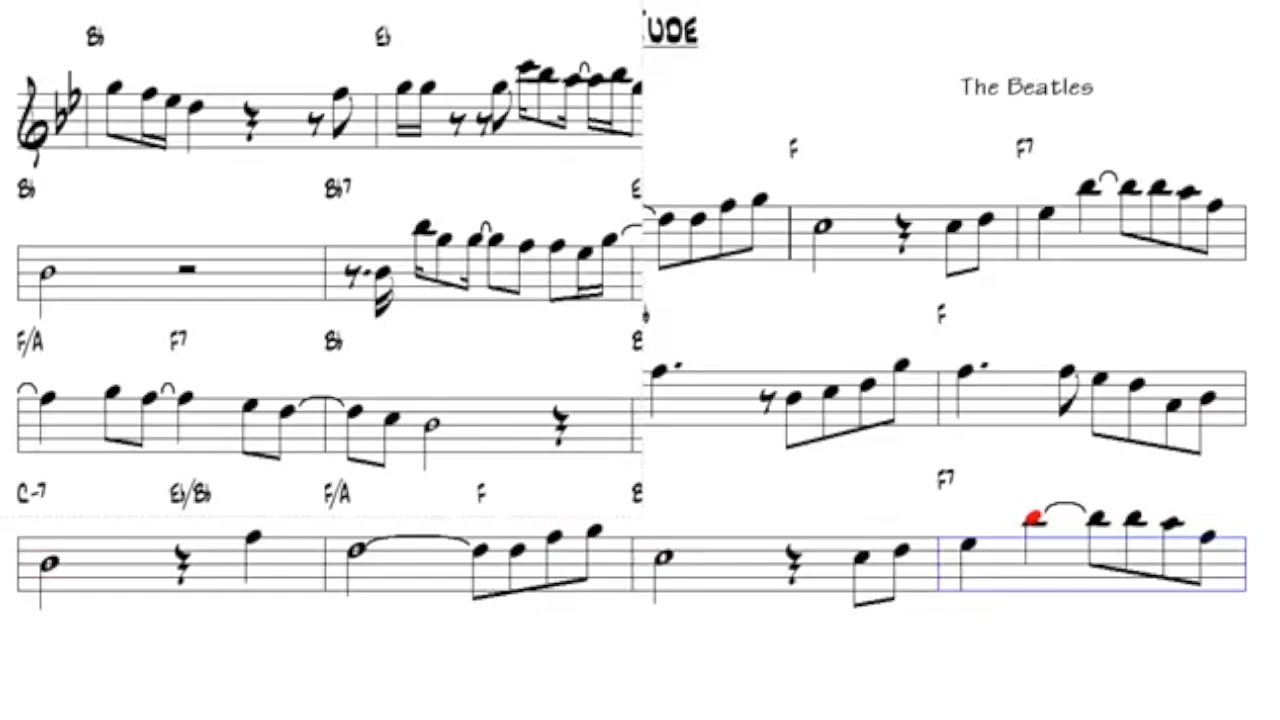 UDE
The Beatles
B♭ E♭
F F7
B♭ B♭7
F
F/A F7 B♭
F7
C-7 E♭/B♭ F/A F